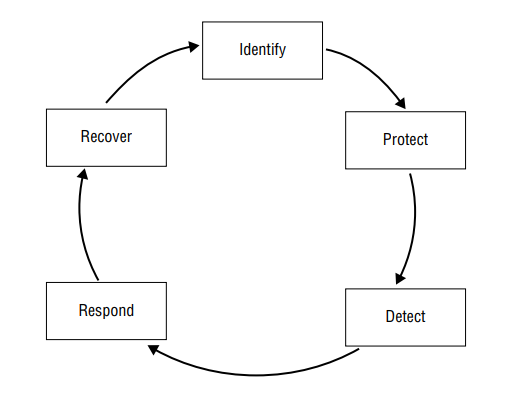 Identify
Protect
Detect
Respond
Recover